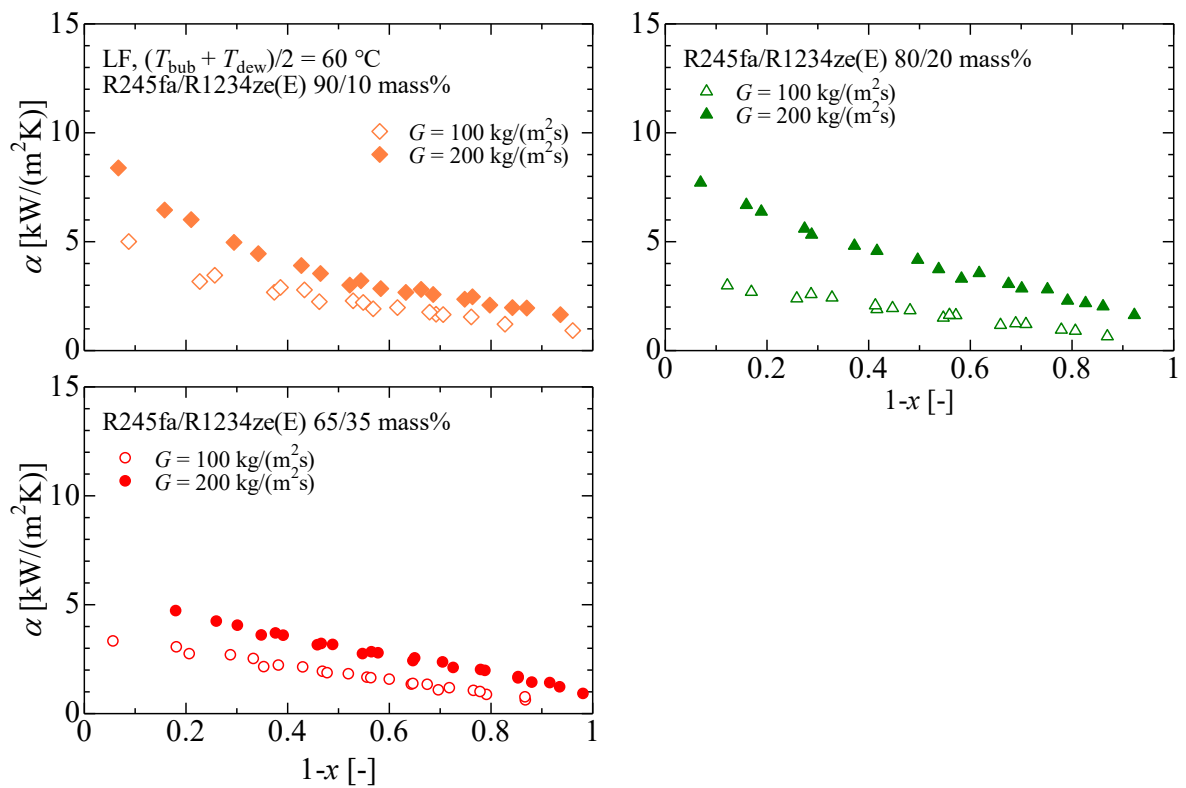 15
10
5
0
α [kW/(m²K)]
LF, (T_bub + T_dew)/2 = 60 °C
R245fa/R1234ze(E) 90/10 mass%
G = 100 kg/(m²s)
G = 200 kg/(m²s)
15
10
5
0
R245fa/R1234ze(E) 80/20 mass%
G = 100 kg/(m²s)
G = 200 kg/(m²s)
0 0.2 0.4 0.6 0.8 1
1-x [-]
15
10
5
0
α [kW/(m²K)]
R245fa/R1234ze(E) 65/35 mass%
G = 100 kg/(m²s)
G = 200 kg/(m²s)
0 0.2 0.4 0.6 0.8 1
1-x [-]